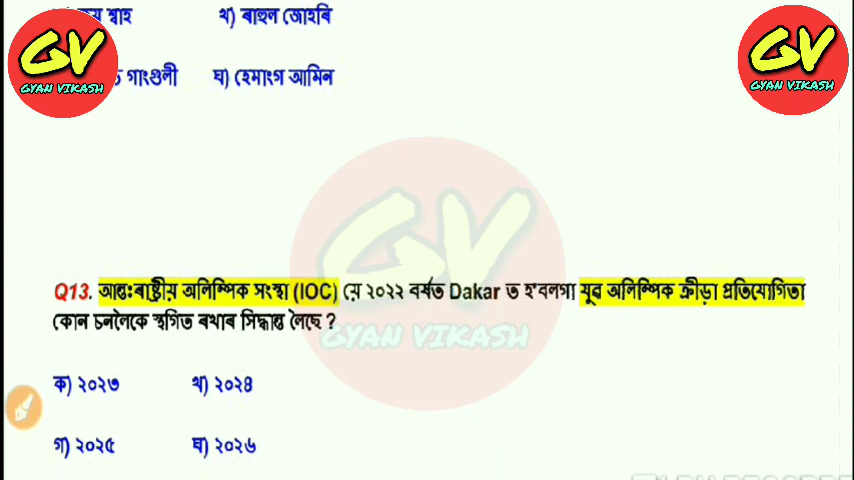 শ্বাহ
খ) ৰাহুল জোহৰি
GV
GYAN VIKASH
GV
GYAN VIKASH
গাংগুলী
ঘ) হেমাংগ আমিন
GV
GYAN VIKASH
Q13. আন্তঃৰাষ্ট্ৰীয় অলিম্পিক সংস্থা (IOC) য়ে ২০২২ বৰ্ষত Dakar ত হ'বলগা যুৱ অলিম্পিক ক্ৰীড়া প্ৰতিযোগিতা
কোন চনলৈকে স্থগিত ৰখাৰ সিদ্ধান্ত লৈছে ?
ক) ২০২৩
খ) ২০২৪
গ) ২০২৫
ঘ) ২০২৬